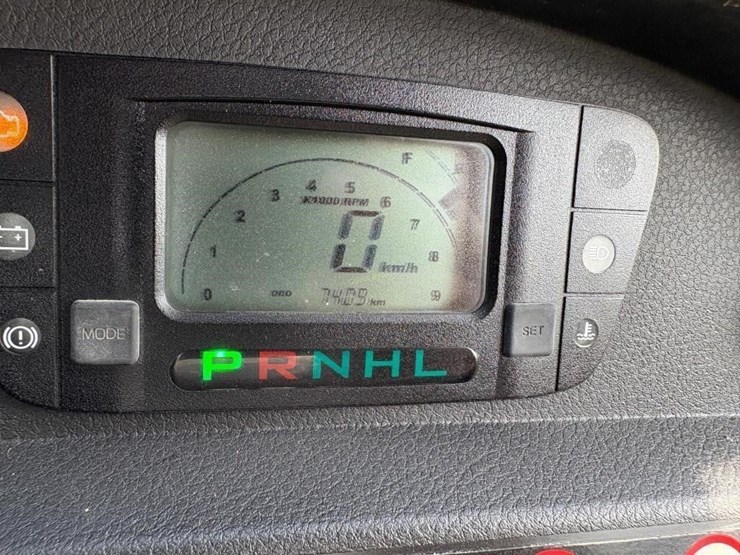 F
4 5
3 X1000 RPM 6
2 7
0
1 km/h 8
0 ODO 7409 km 9
MODE
SET
P R N H L